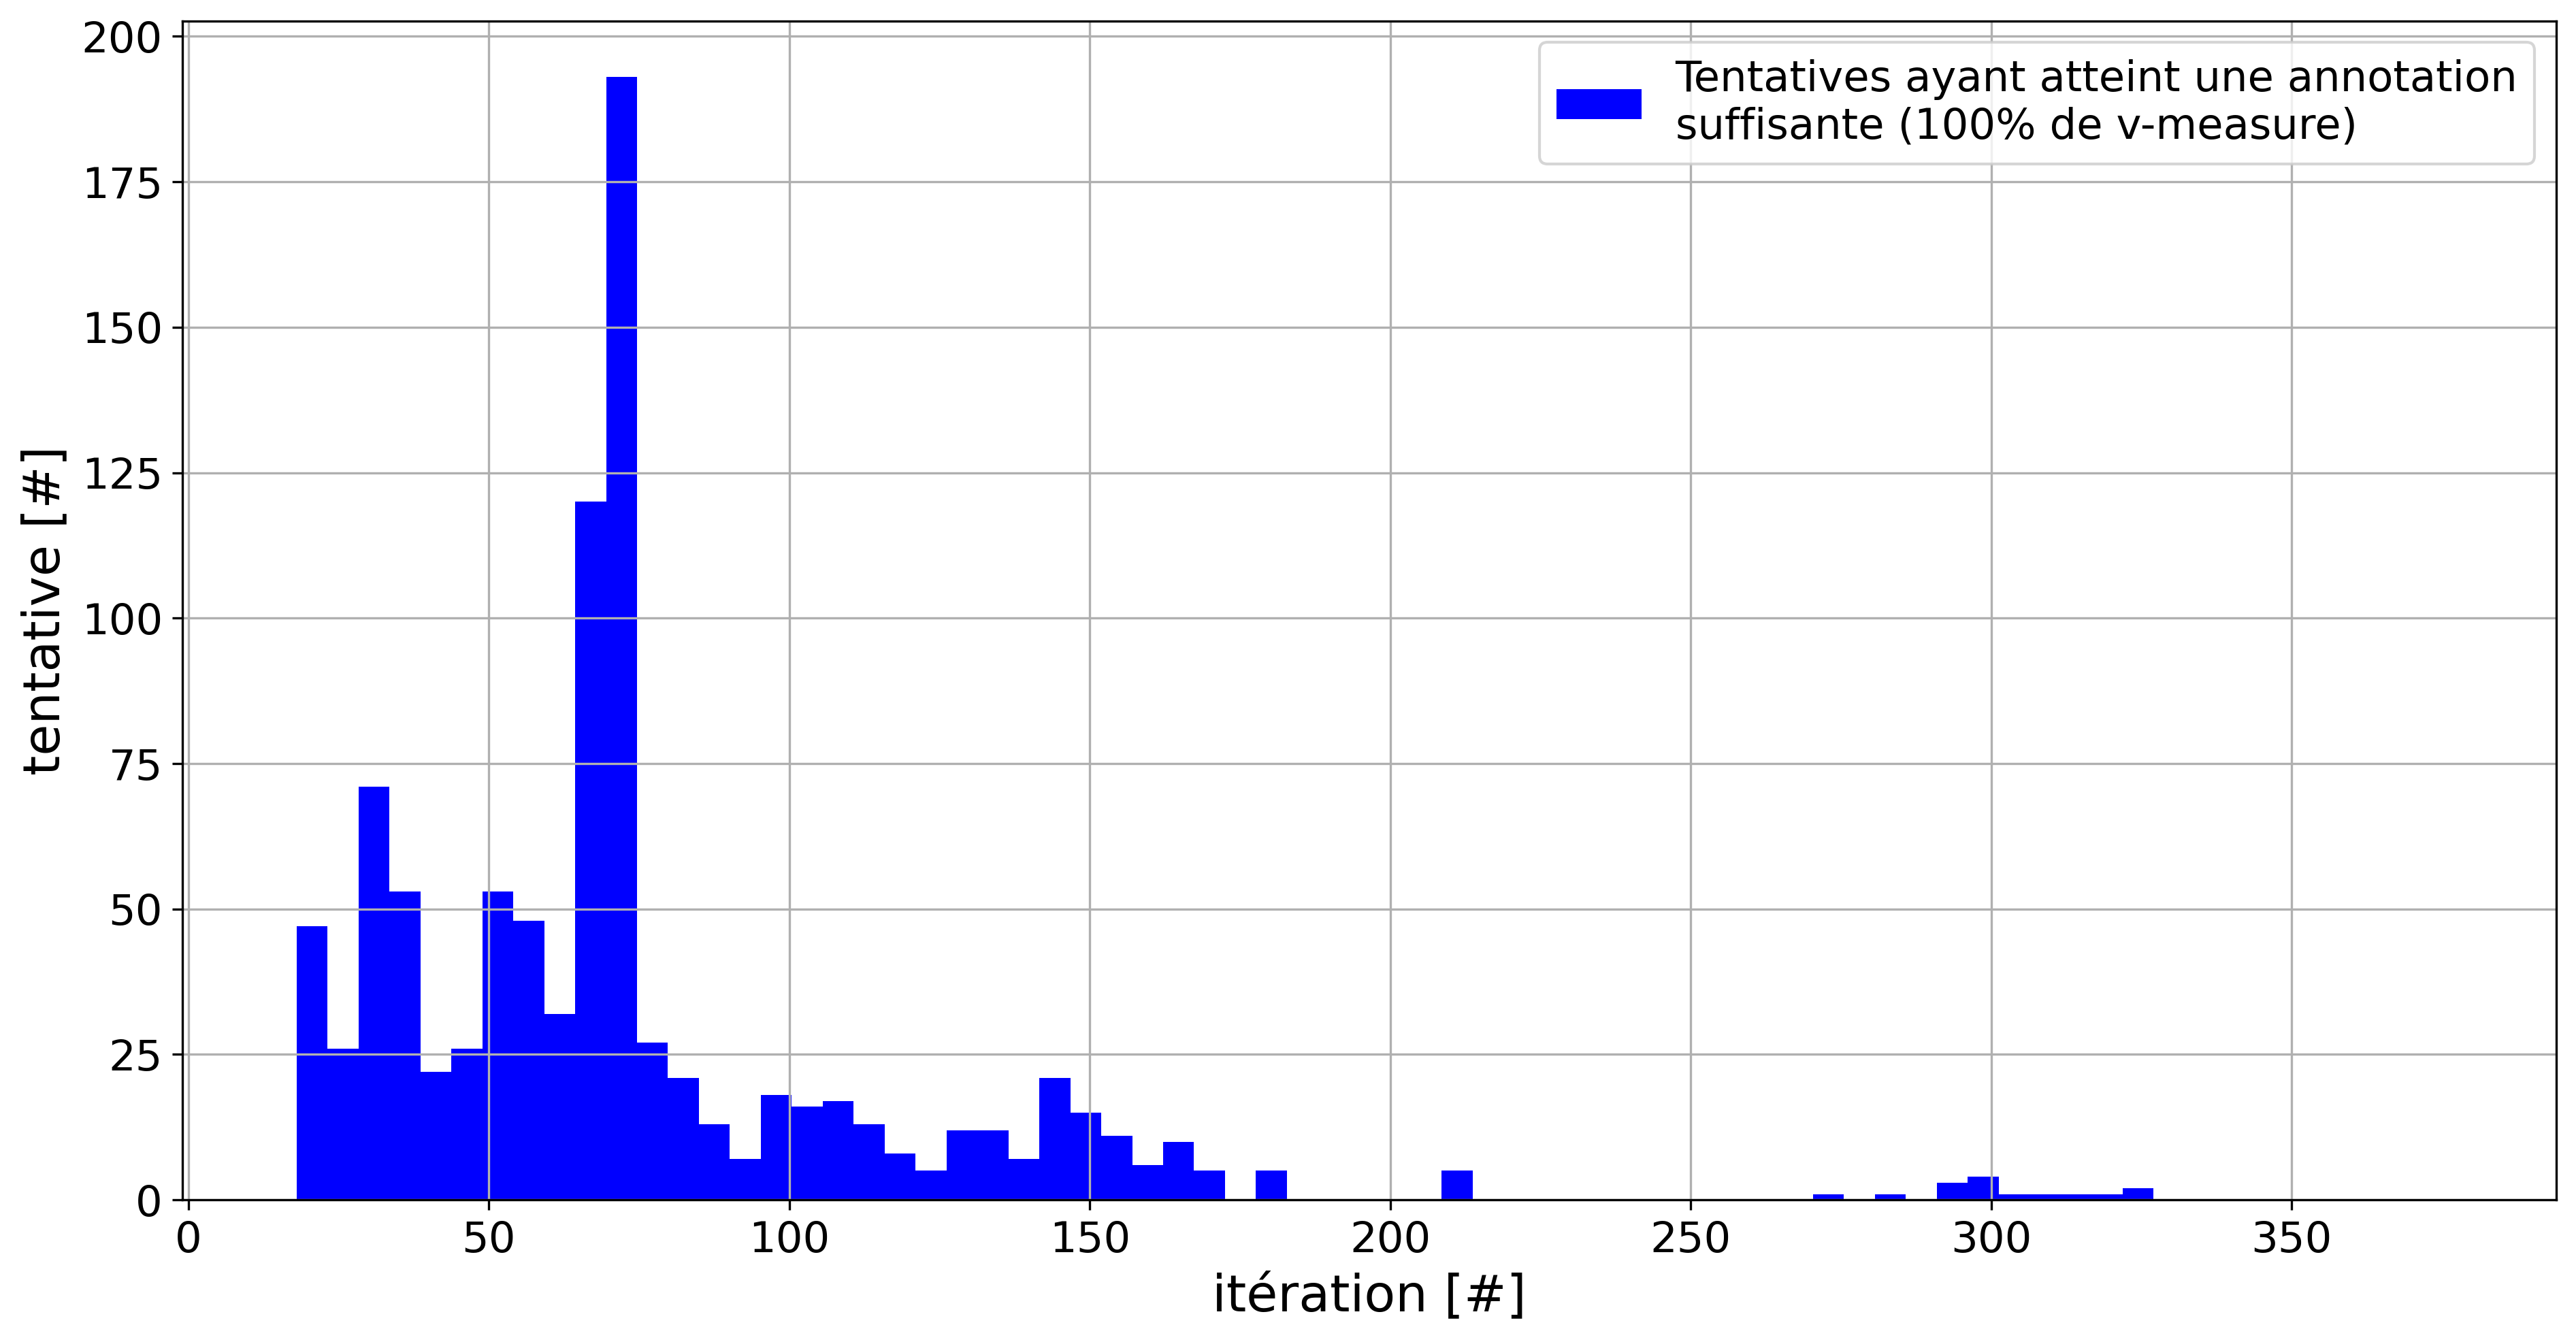 200
175
150
125
100
75
50
25
0
tentative [#]
Tentatives ayant atteint une annotation
suffisante (100% de v-measure)
0 50 100 150 200 250 300 350
itération [#]